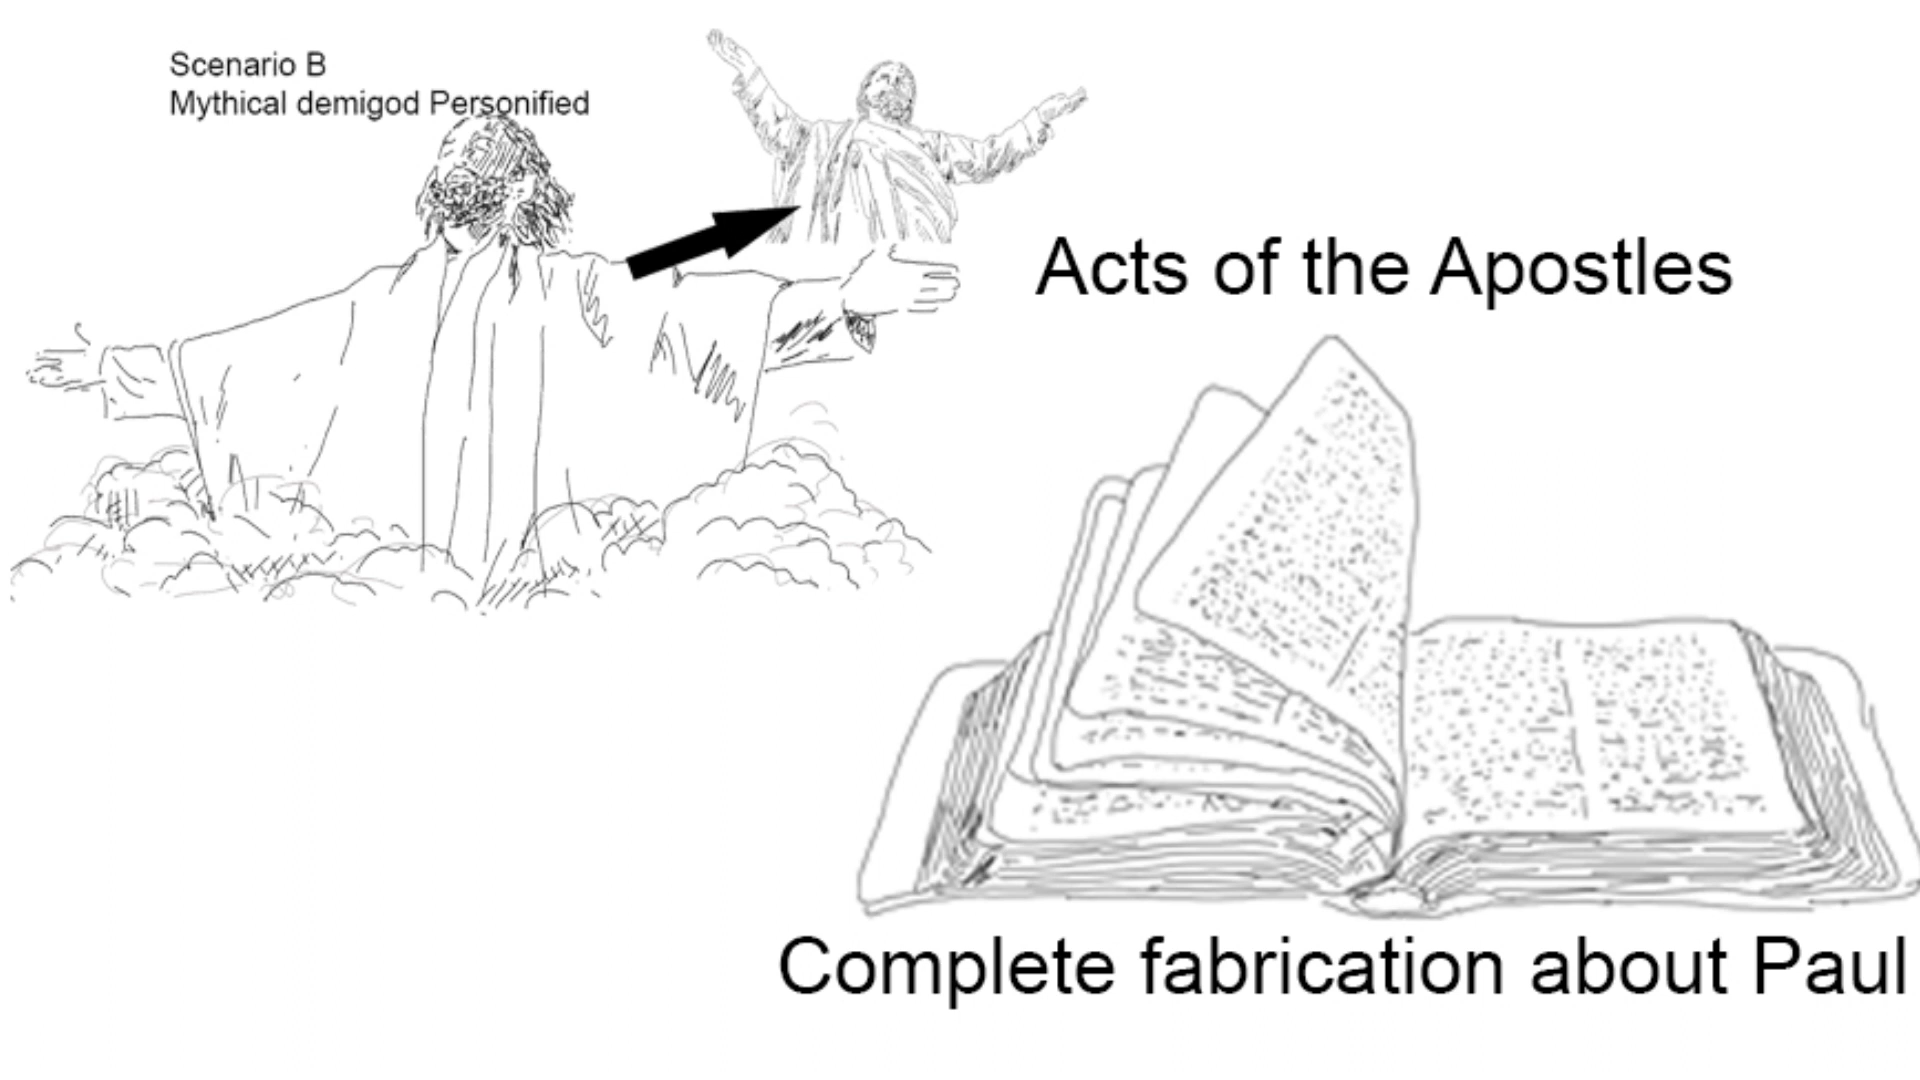 Scenario B
Mythical demigod Personified
Acts of the Apostles
Complete fabrication about Paul